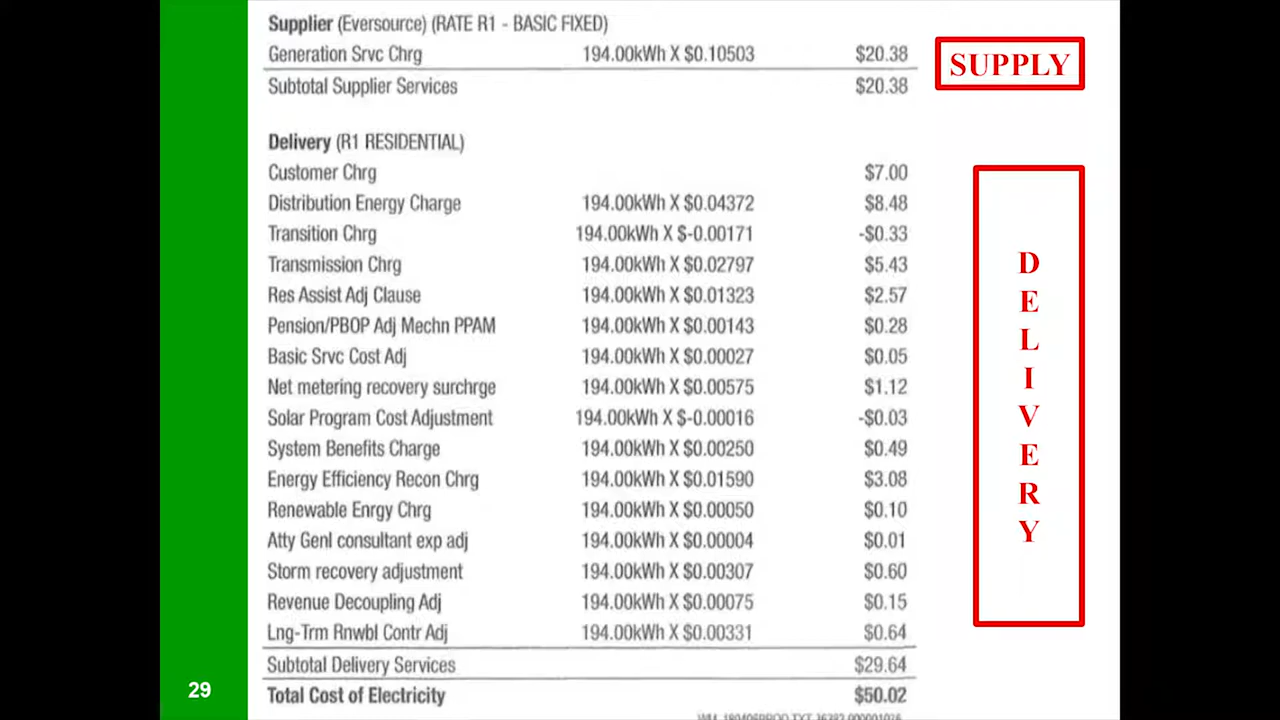 Supplier (Eversource) (RATE R1 - BASIC FIXED)
Generation Srvc Chrg 194.00kWh X $0.10503 $20.38
SUPPLY
Subtotal Supplier Services $20.38
Delivery (R1 RESIDENTIAL)
Customer Chrg $7.00
Distribution Energy Charge 194.00kWh X $0.04372 $8.48
Transition Chrg 194.00kWh X $-0.00171 -$0.33
Transmission Chrg 194.00kWh X $0.02797 $5.43
Res Assist Adj Clause 194.00kWh X $0.01323 $2.57
Pension/PBOP Adj Mechn PPAM 194.00kWh X $0.00143 $0.28
Basic Srvc Cost Adj 194.00kWh X $0.00027 $0.05
Net metering recovery surchrge 194.00kWh X $0.00575 $1.12
Solar Program Cost Adjustment 194.00kWh X $-0.00016 -$0.03
System Benefits Charge 194.00kWh X $0.00250 $0.49
Energy Efficiency Recon Chrg 194.00kWh X $0.01590 $3.08
Renewable Enrgy Chrg 194.00kWh X $0.00050 $0.10
Atty Genl consultant exp adj 194.00kWh X $0.00004 $0.01
Storm recovery adjustment 194.00kWh X $0.00307 $0.60
Revenue Decoupling Adj 194.00kWh X $0.00075 $0.15
Lng-Trm Rnwbl Contr Adj 194.00kWh X $0.00331 $0.64
Subtotal Delivery Services $29.64
Total Cost of Electricity $50.02
D
E
L
I
V
E
R
Y
29